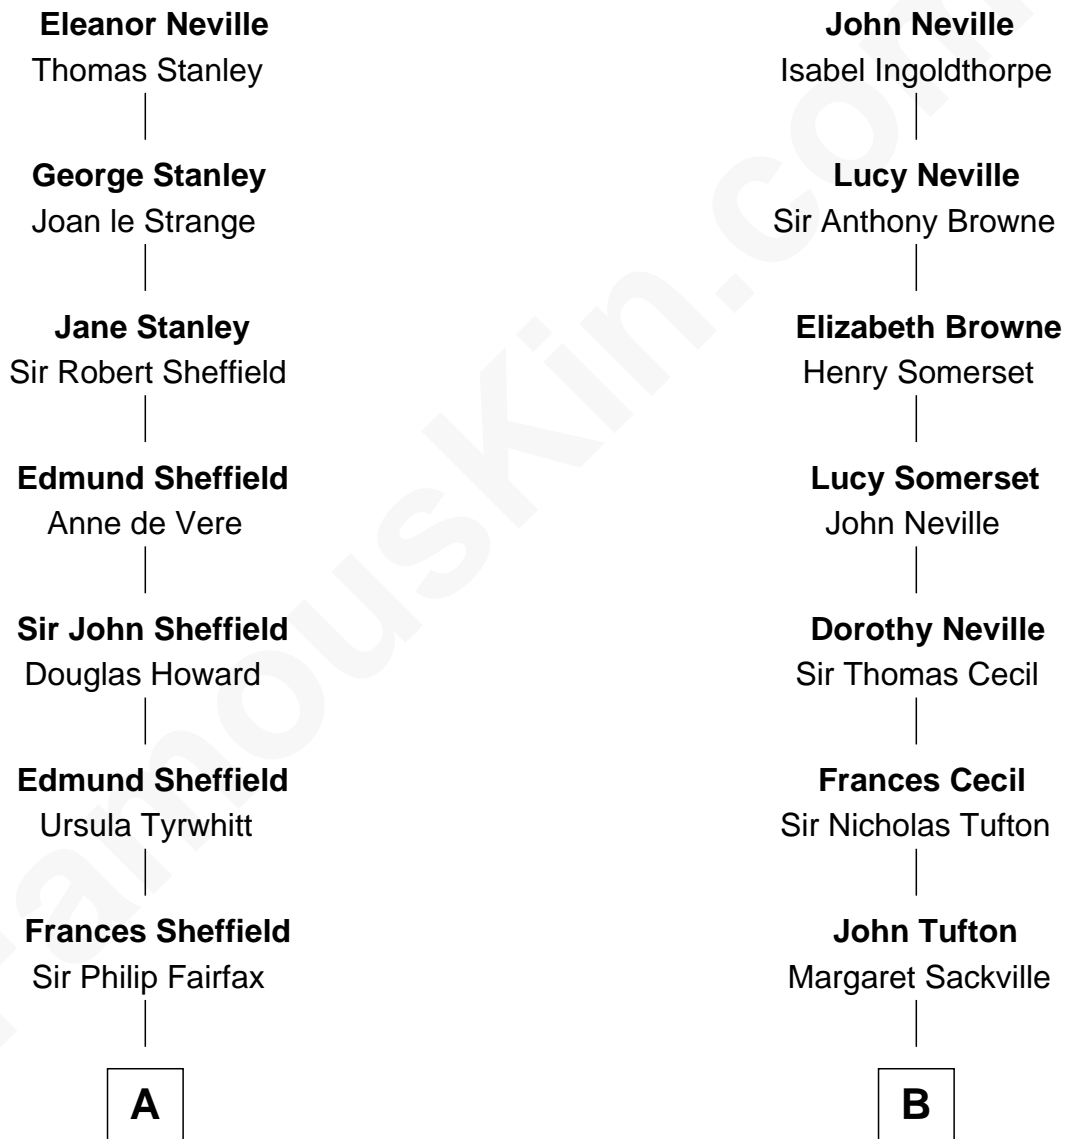 Eleanor Neville
Thomas Stanley
George Stanley
Joan le Strange
Jane Stanley
Sir Robert Sheffield
Edmund Sheffield
Anne de Vere
Sir John Sheffield
Douglas Howard
Edmund Sheffield
Ursula Tyrwhitt
Frances Sheffield
Sir Philip Fairfax
A
John Neville
Isabel Ingoldthorpe
Lucy Neville
Sir Anthony Browne
Elizabeth Browne
Henry Somerset
Lucy Somerset
John Neville
Dorothy Neville
Sir Thomas Cecil
Frances Cecil
Sir Nicholas Tufton
John Tufton
Margaret Sackville
B
FamousKin.com